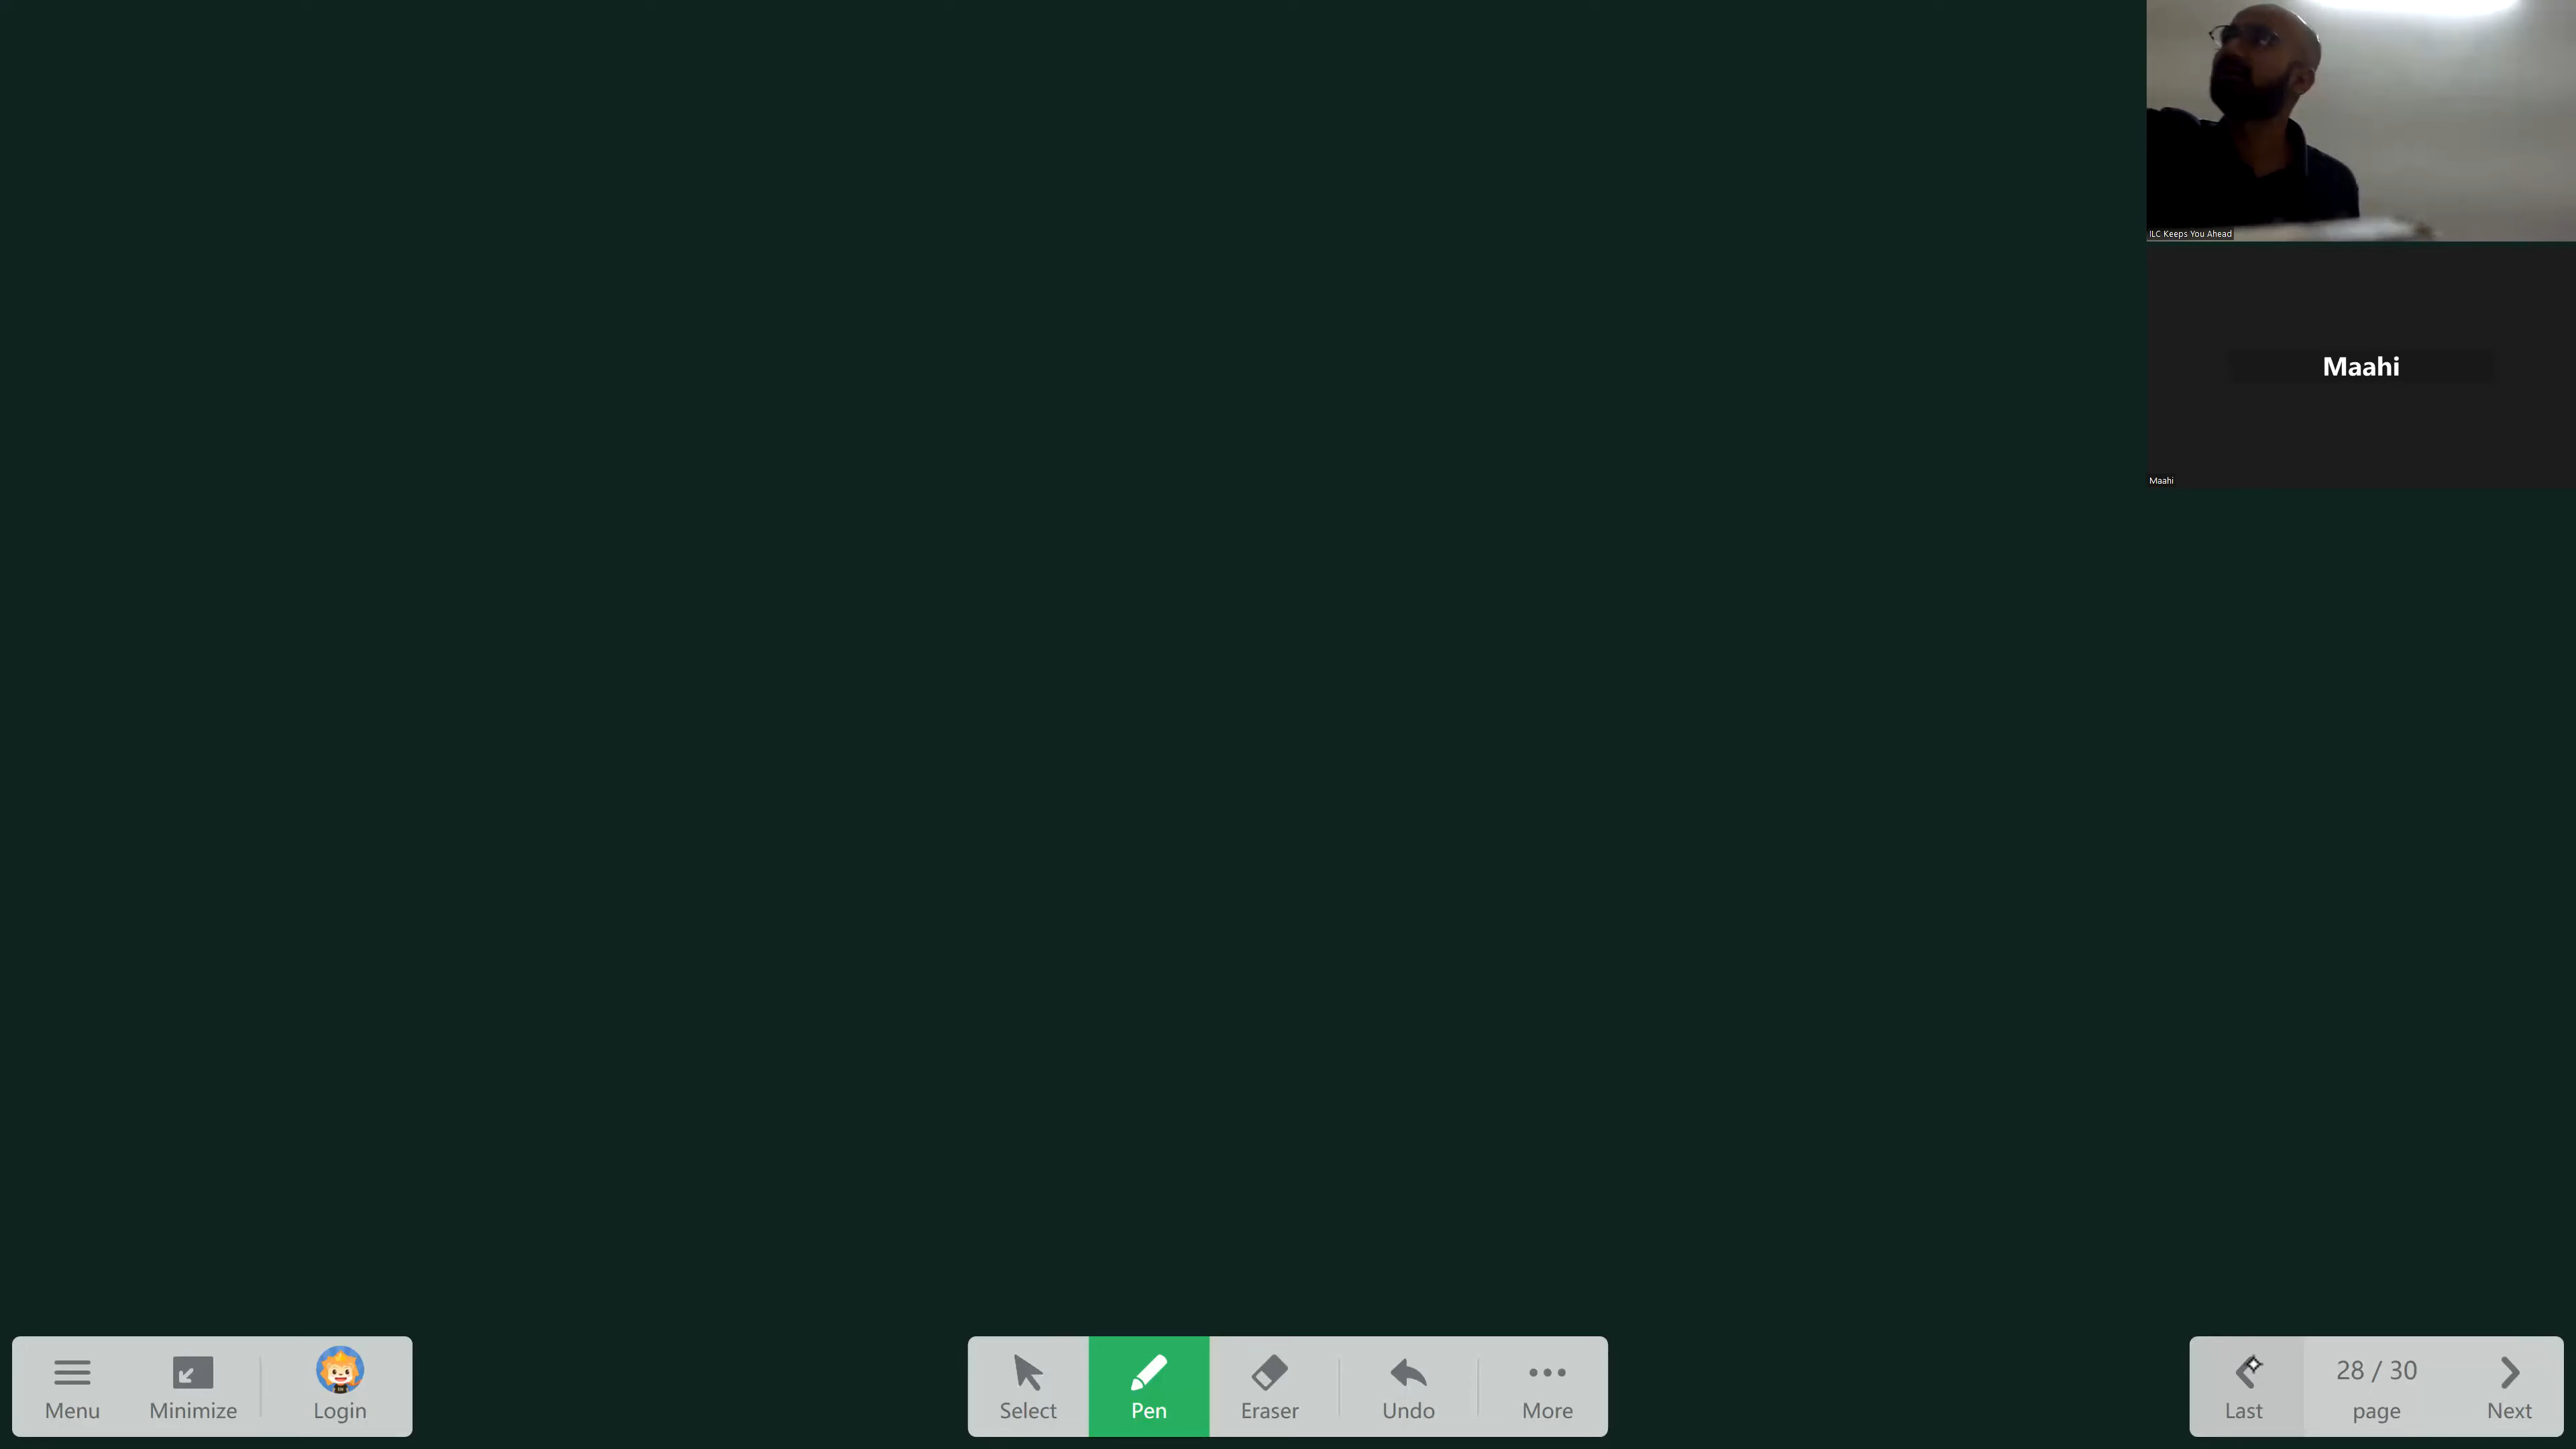 ILC Keeps You Ahead
Maahi
Maahi
Menu
Minimize
Login
Select
Pen
Eraser
Undo
More
Last
28 / 30
page
Next